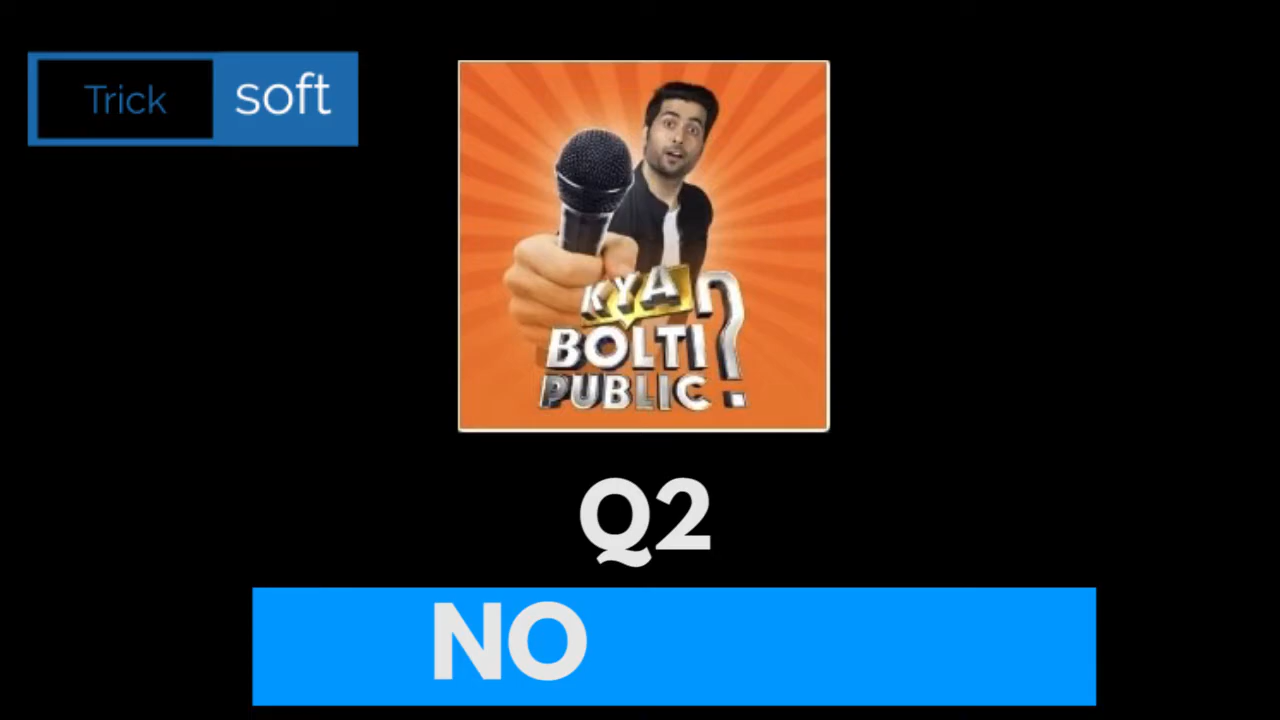 Trick soft
KYA
BOLTI
PUBLIC?
Q2
NO